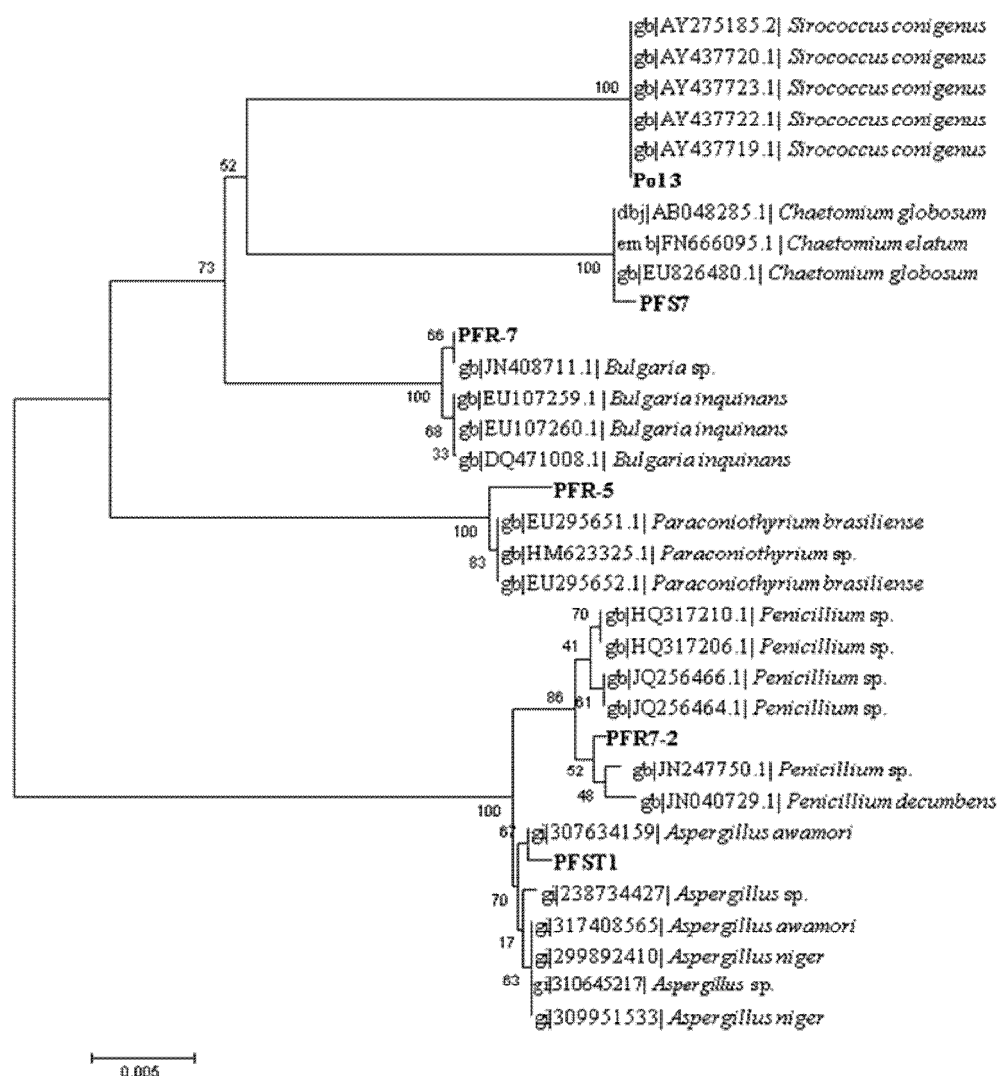 gb|AY275185.2| Sirococcus conigenus
gb|AY437720.1| Sirococcus conigenus
gb|AY437723.1| Sirococcus conigenus
100
gb|AY437722.1| Sirococcus conigenus
gb|AY437719.1| Sirococcus conigenus
52
Po13
dbj|AB048285.1| Chaetomium globosum
emb|FN666095.1| Chaetomium elatum
73
100
gb|EU826480.1| Chaetomium globosum
PFS7
66
PFR-7
gb|JN408711.1| Bulgaria sp.
100
gb|EU107259.1| Bulgaria inquinans
68
gb|EU107260.1| Bulgaria inquinans
33
gb|DQ471008.1| Bulgaria inquinans
PFR-5
100
gb|EU295651.1| Paraconiothyrium brasiliense
83
gb|HM623325.1| Paraconiothyrium sp.
gb|EU295652.1| Paraconiothyrium brasiliense
70
gb|HQ317210.1| Penicillium sp.
41
gb|HQ317206.1| Penicillium sp.
gb|JQ256466.1| Penicillium sp.
86
61
gb|JQ256464.1| Penicillium sp.
PFR7-2
52
gb|JN247750.1| Penicillium sp.
48
gb|JN040729.1| Penicillium decumbens
100
67
gi|307634159| Aspergillus awamori
PFST1
70
gi|238734427| Aspergillus sp.
17
gi|317408565| Aspergillus awamori
gi|299892410| Aspergillus niger
63
gi|310645217| Aspergillus sp.
gi|309951533| Aspergillus niger
0.005